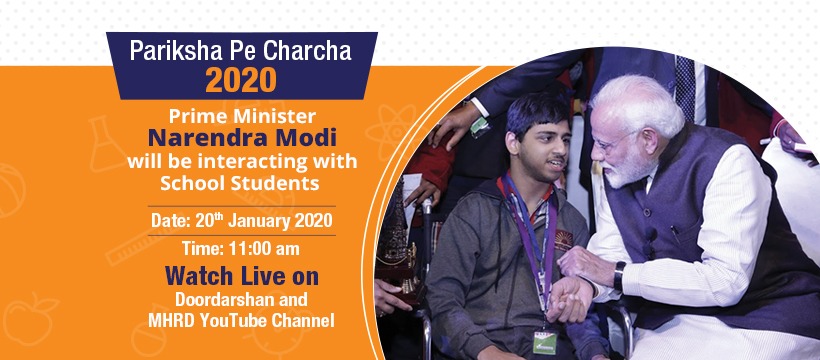 Pariksha Pe Charcha
2020
Prime Minister
Narendra Modi
will be interacting with
School Students
Date: 20th January 2020
Time: 11:00 am
Watch Live on
Doordarshan and
MHRD YouTube Channel